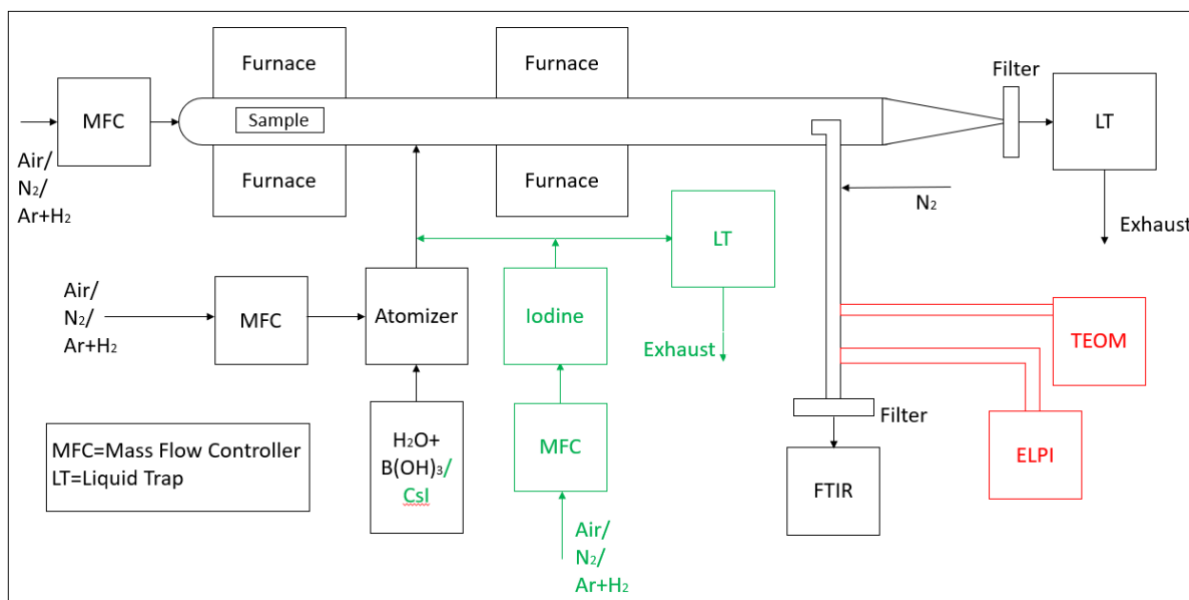 Furnace
Furnace
Filter
MFC
Sample
LT
Air/
N₂/
Ar+H₂
Furnace
Furnace
N₂
Exhaust
LT
Air/
N₂/
Ar+H₂
MFC
Atomizer
Iodine
Exhaust
TEOM
MFC=Mass Flow Controller
LT=Liquid Trap
H₂O+
B(OH)₃/
CsI
MFC
Filter
ELPI
FTIR
Air/
N₂/
Ar+H₂